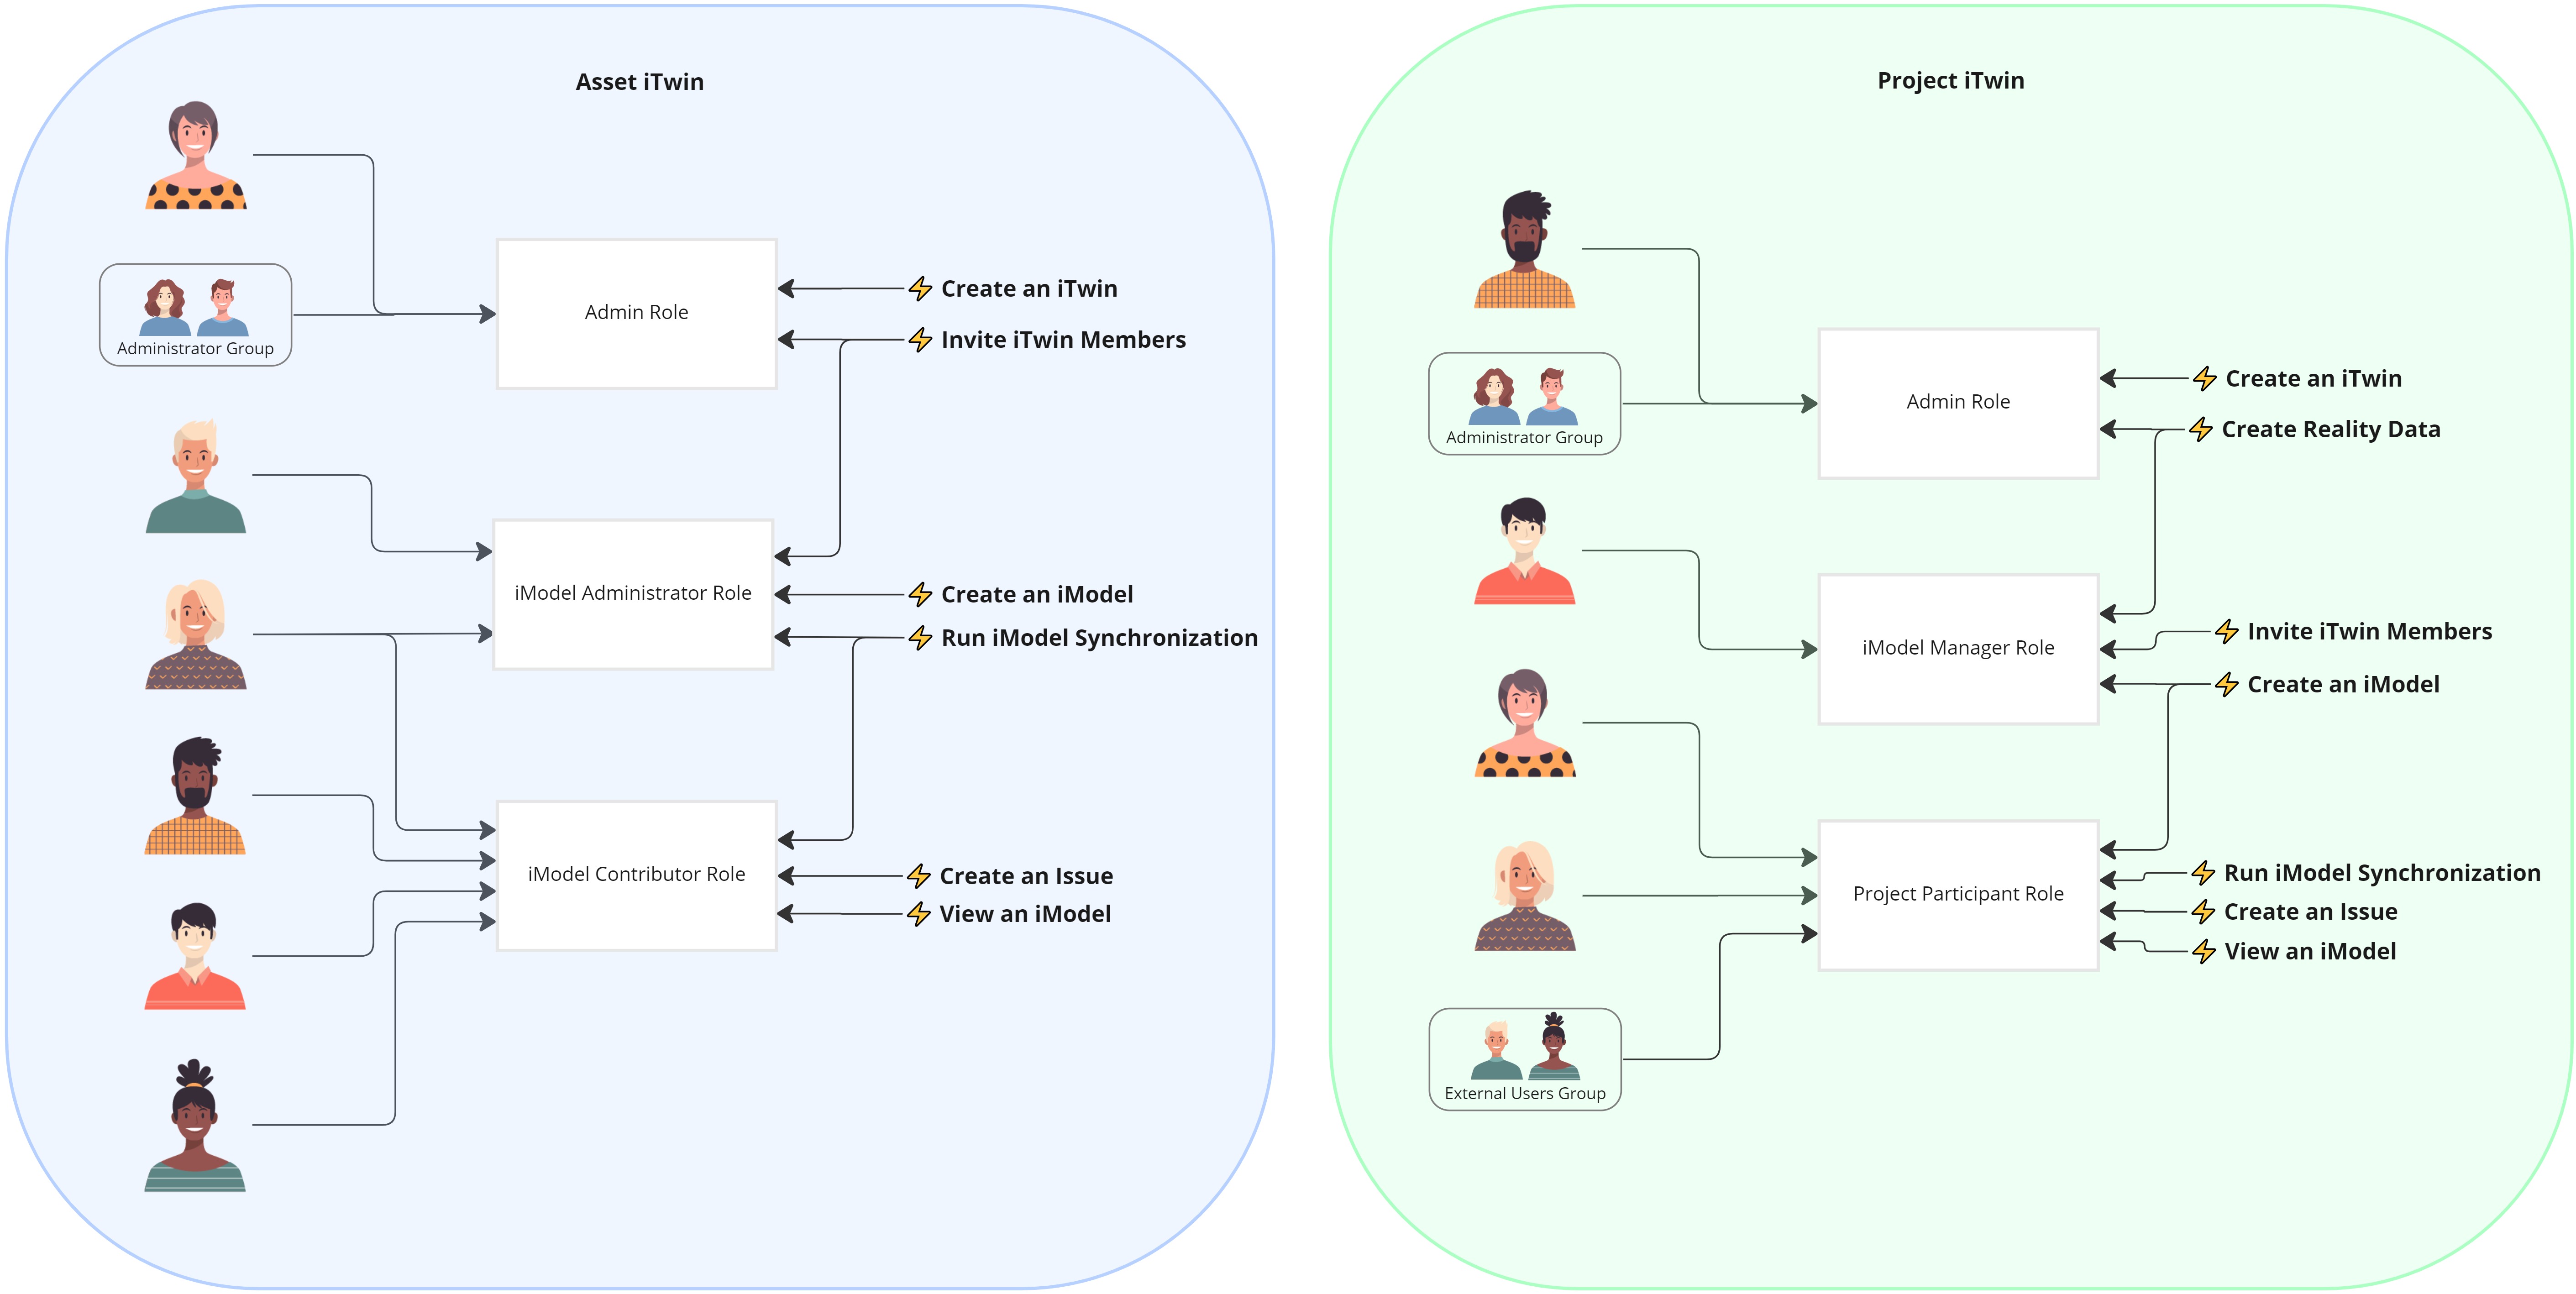 Asset iTwin
Administrator Group
Admin Role
Create an iTwin
Invite iTwin Members
iModel Administrator Role
Create an iModel
Run iModel Synchronization
iModel Contributor Role
Create an Issue
View an iModel
Project iTwin
Administrator Group
Admin Role
Create an iTwin
Create Reality Data
iModel Manager Role
Invite iTwin Members
Create an iModel
Project Participant Role
Run iModel Synchronization
Create an Issue
View an iModel
External Users Group